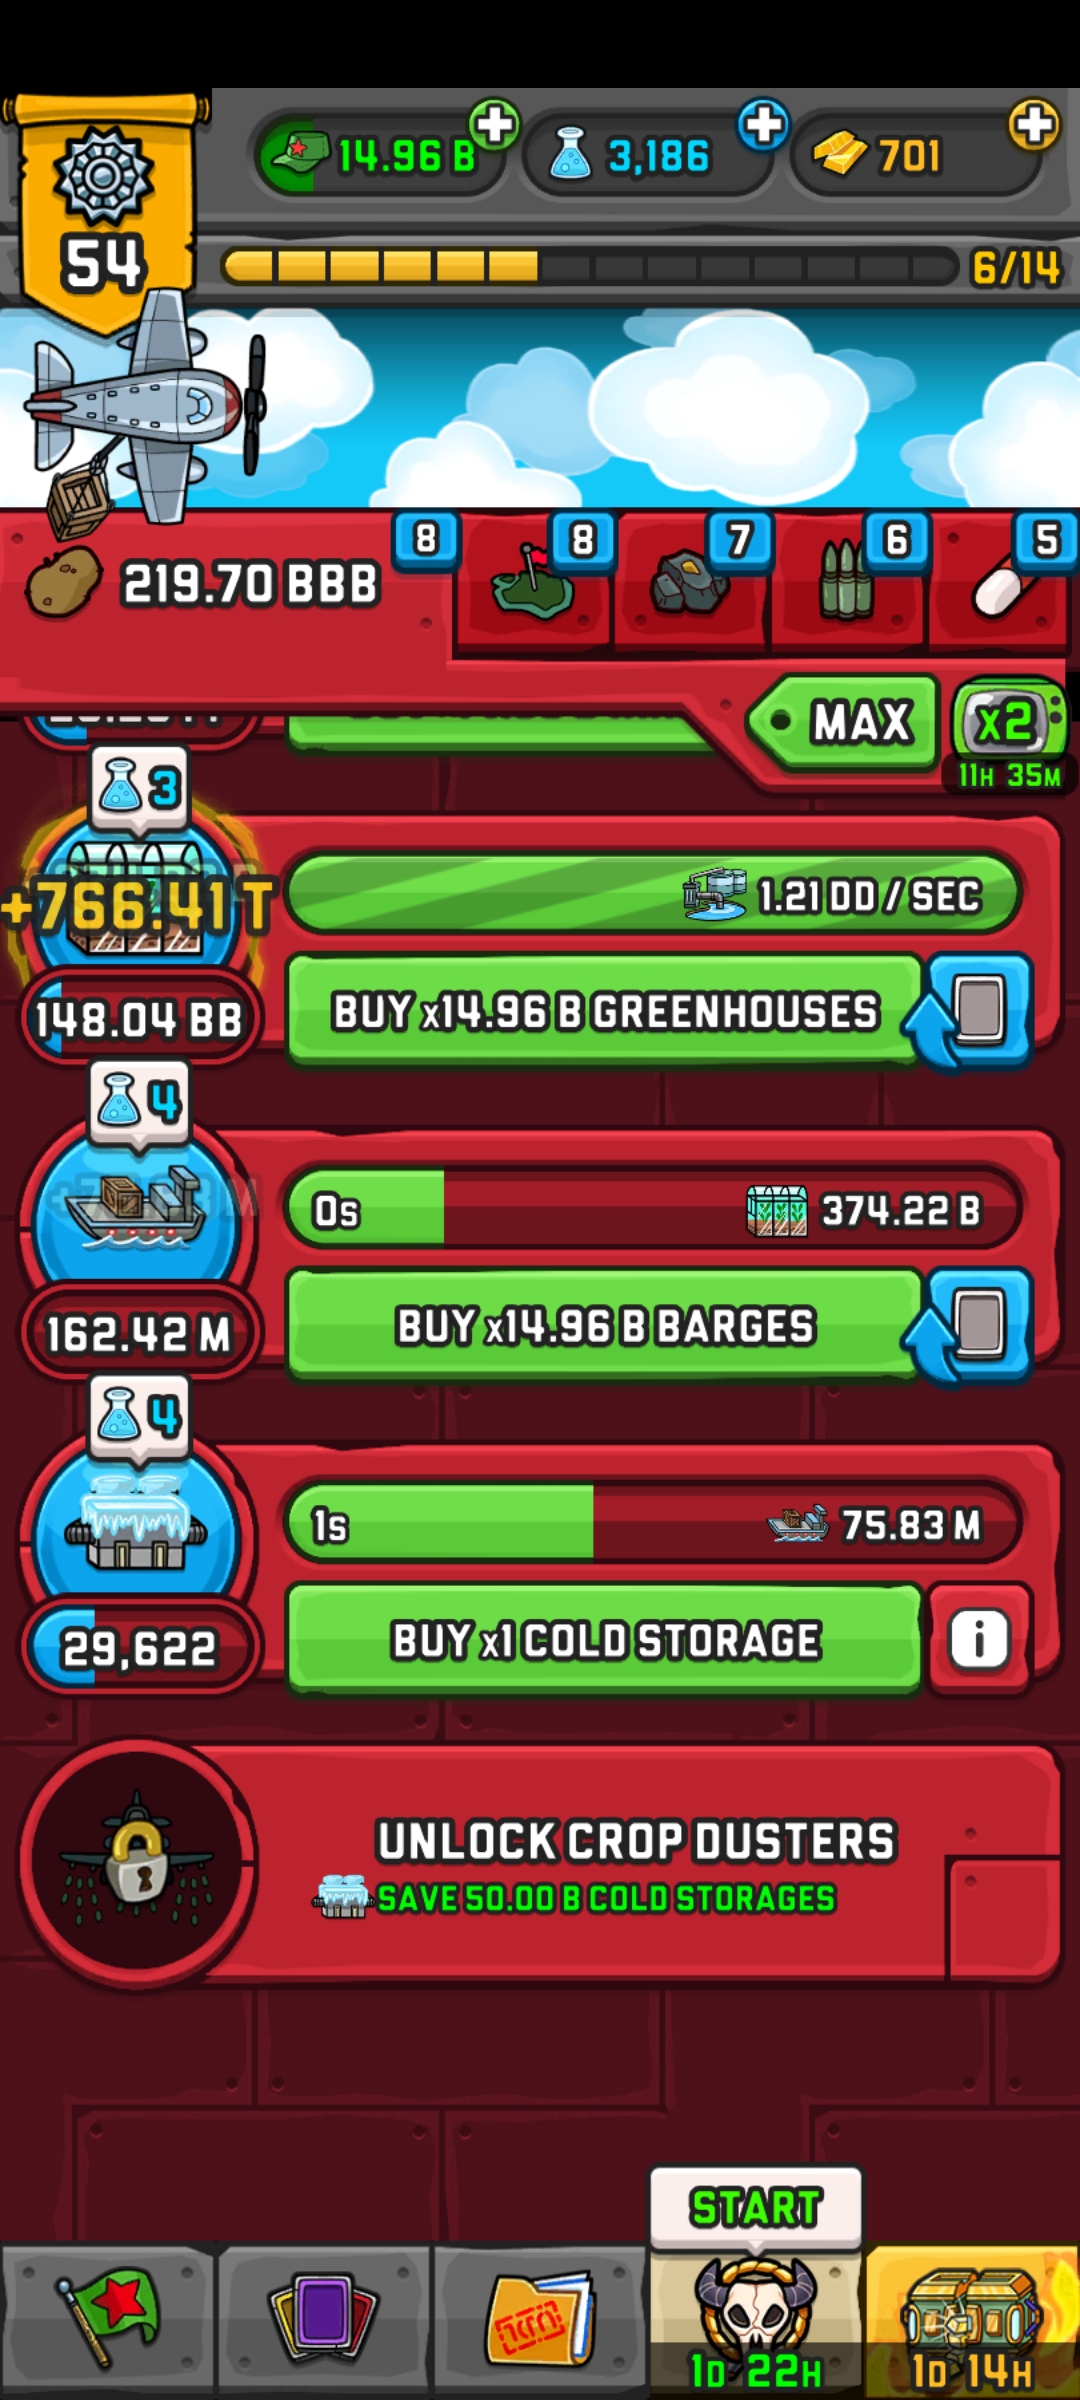 54
14.96 B
3,186
701
6/14
219.70 BBB
8
8
7
6
5
MAX
x2
11H 35M
3
+766.41 T
1.21 DD / SEC
148.04 BB
BUY x14.96 B GREENHOUSES
4
0s
374.22 B
162.42 M
BUY x14.96 B BARGES
4
1s
75.83 M
29,622
BUY x1 COLD STORAGE
i
UNLOCK CROP DUSTERS
SAVE 50.00 B COLD STORAGES
START
1D 22H
1D 14H